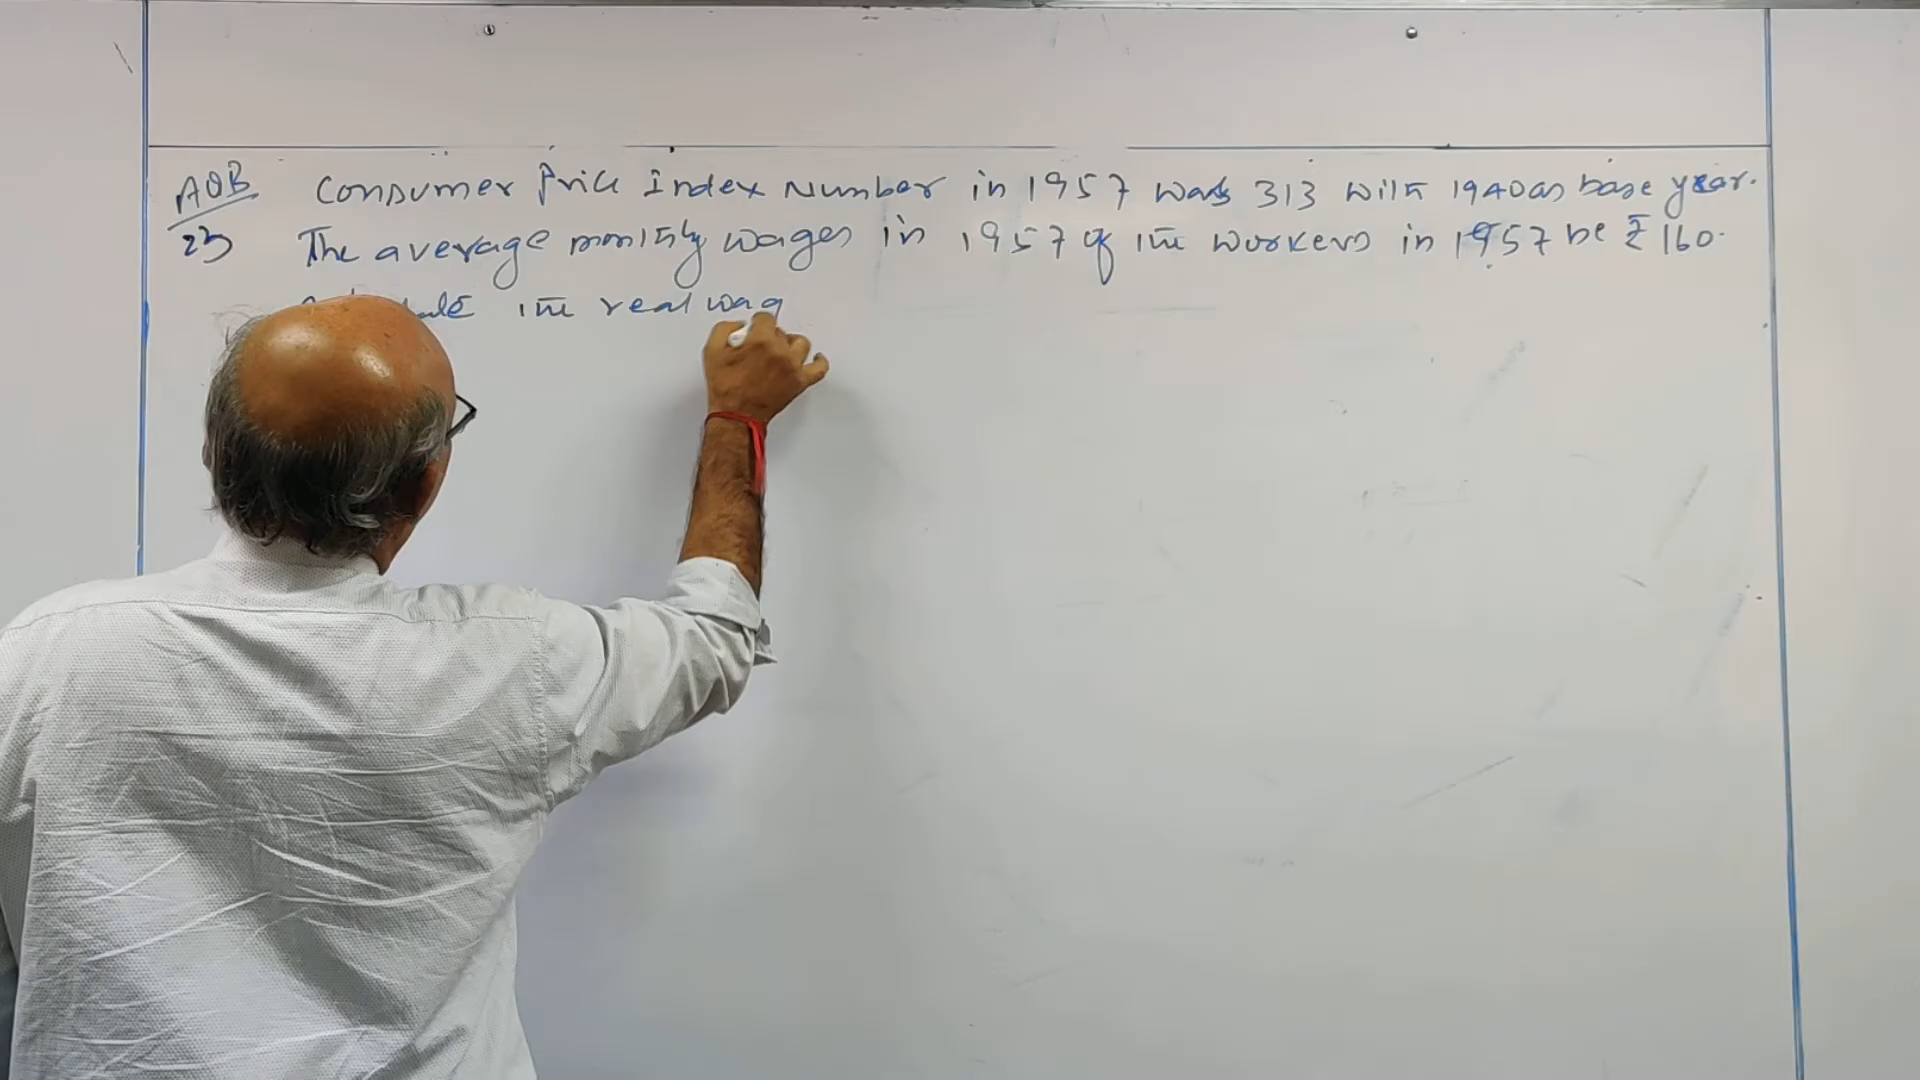 AOB Consumer Price Index Number in 1957 was 313 with 1940 as base year.
23 The average monthly wages in 1957 of the workers in 1957 be ₹ 160.
the real wag